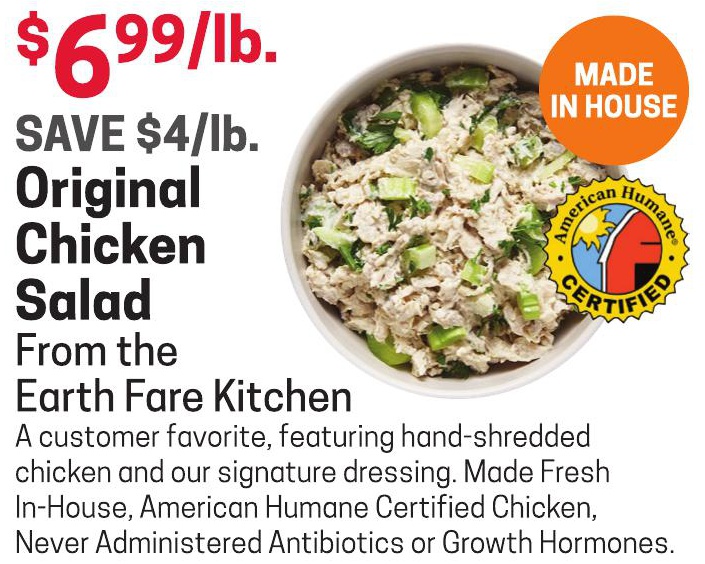 $6.99/lb.
SAVE $4/lb.
Original
Chicken
Salad
From the
Earth Fare Kitchen
A customer favorite, featuring hand-shredded
chicken and our signature dressing. Made Fresh
In-House, American Humane Certified Chicken,
Never Administered Antibiotics or Growth Hormones.
MADE
IN HOUSE
American Humane®
CERTIFIED